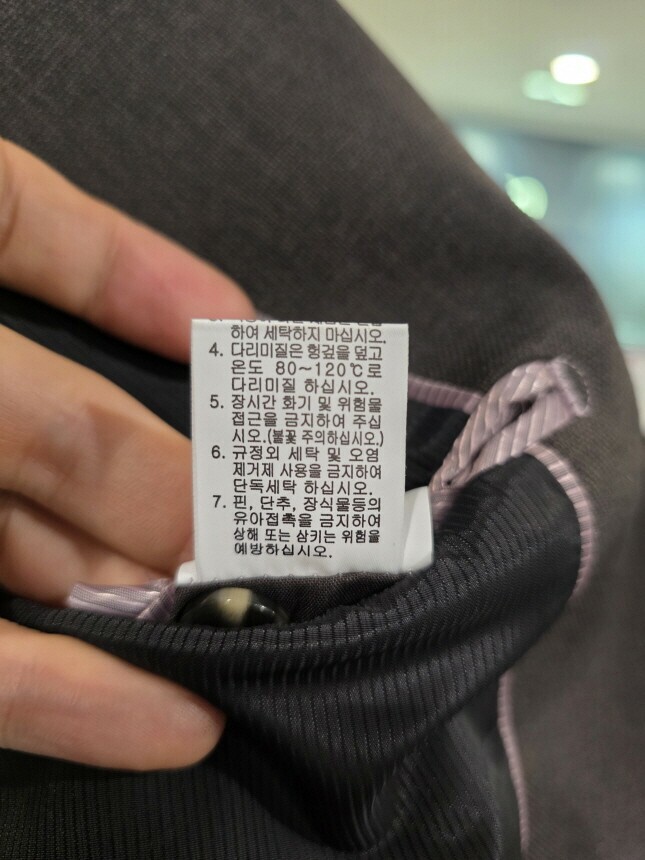 하여 세탁하지 마십시오.
4. 다리미질은 헝겊을 덮고
온도 80~120℃로
다리미질 하십시오.
5. 장시간 화기 및 위험물
접근을 금지하여 주십
시오.(불꽃 주의하십시오.)
6. 규정외 세탁 및 오염
제거제 사용을 금지하여
단독세탁 하십시오.
7. 핀, 단추, 장식물등의
유아접촉을 금지하여
상해 또는 삼키는 위험을
예방하십시오.